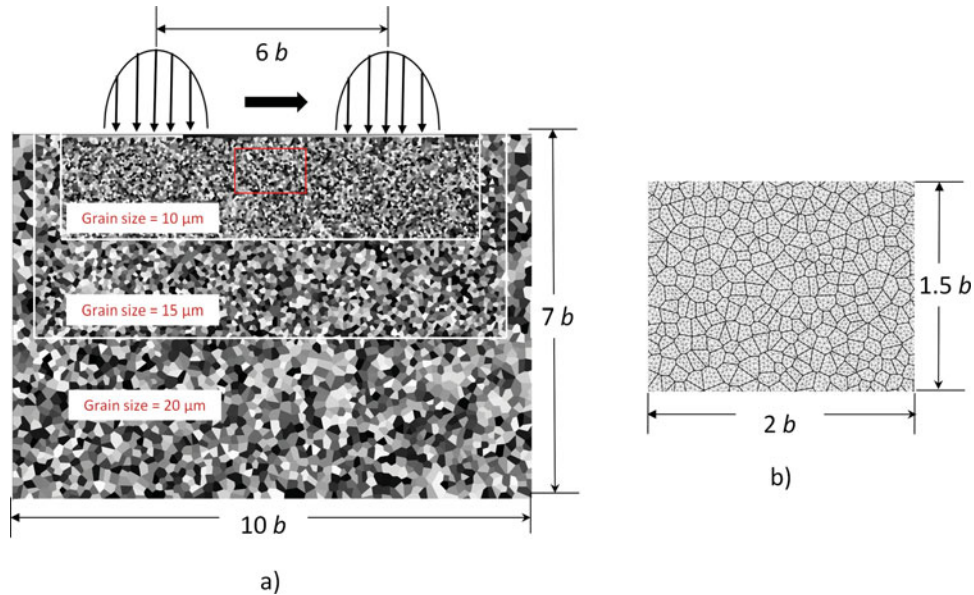 6 b
Grain size = 10 μm
Grain size = 15 μm
Grain size = 20 μm
7 b
10 b
a)
1.5 b
2 b
b)